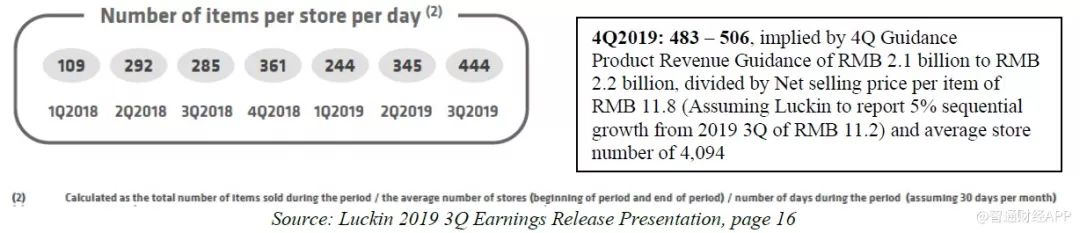 Number of items per store per day (2)
109 292 285 361 244 345 444
1Q2018 2Q2018 3Q2018 4Q2018 1Q2019 2Q2019 3Q2019
4Q2019: 483 – 506, implied by 4Q Guidance
Product Revenue Guidance of RMB 2.1 billion to RMB
2.2 billion, divided by Net selling price per item of
RMB 11.8 (Assuming Luckin to report 5% sequential
growth from 2019 3Q of RMB 11.2) and average store
number of 4,094
(2) Calculated as the total number of items sold during the period / the average number of stores (beginning of period and end of period) / number of days during the period (assuming 30 days per month)
Source: Luckin 2019 3Q Earnings Release Presentation, page 16
@智通财经APP